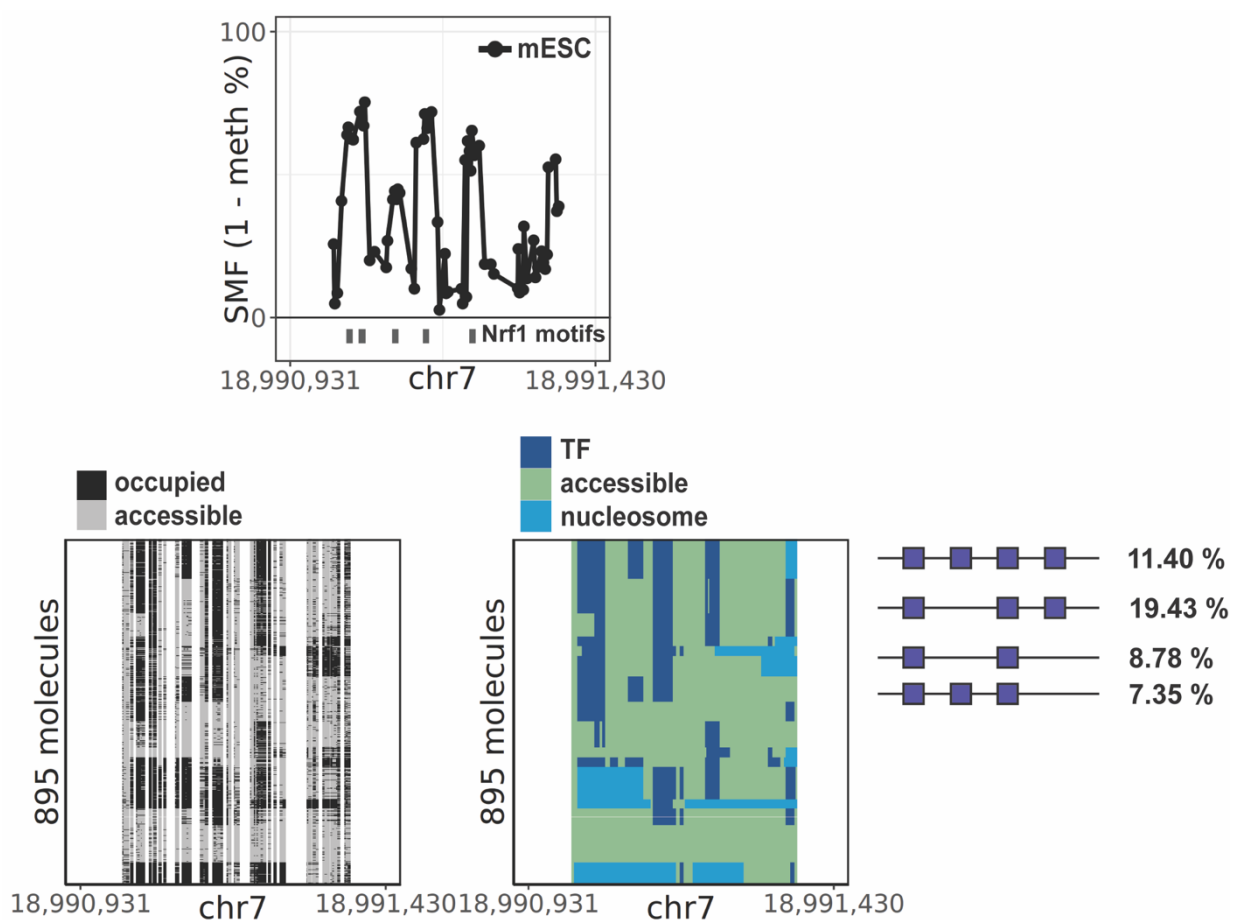 100
mESC
SMF (1 - meth %)
0
Nrf1 motifs
18,990,931
chr7
18,991,430
occupied
accessible
895 molecules
18,990,931
chr7
18,991,430
TF
accessible
nucleosome
895 molecules
18,990,931
chr7
18,991,430
11.40 %
19.43 %
8.78 %
7.35 %